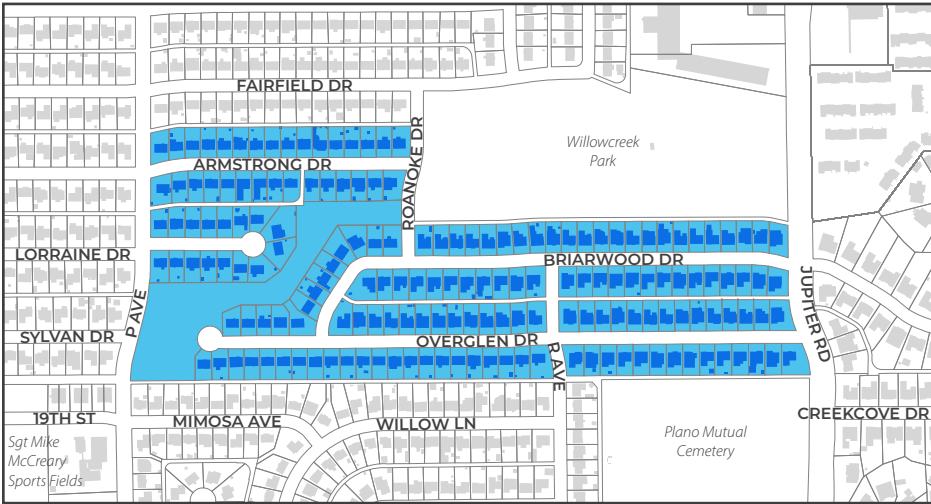 FAIRFIELD DR
Willowcreek
Park
ARMSTRONG DR
ROANOKE DR
LORRAINE DR
BRIARWOOD DR
P AVE
JUPITER RD
SYLVAN DR
OVERGLEN DR
R AVE
19TH ST
MIMOSA AVE
WILLOW LN
CREEKCOVE DR
Sgt Mike
McCreary
Sports Fields
Plano Mutual
Cemetery